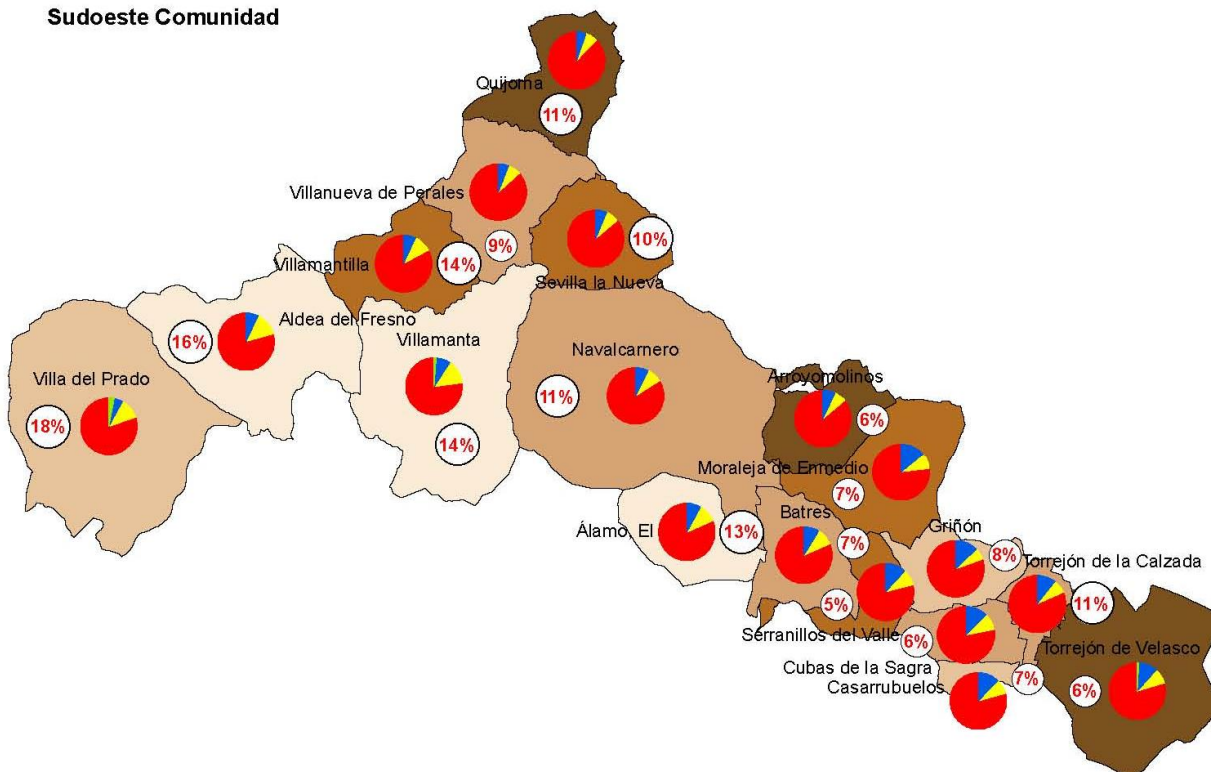 Sudoeste Comunidad
Quijorna
11%
Villanueva de Perales
9%
10%
Sevilla la Nueva
Villamantilla
14%
Aldea del Fresno
16%
Villamanta
14%
Navalcarnero
11%
Villa del Prado
18%
Arroyomolinos
6%
Moraleja de Enmedio
7%
Álamo, El
13%
Batres
7%
5%
Griñón
8%
Torrejón de la Calzada
11%
Serranillos del Valle
6%
Cubas de la Sagra
Casarrubuelos
7%
Torrejón de Velasco
6%